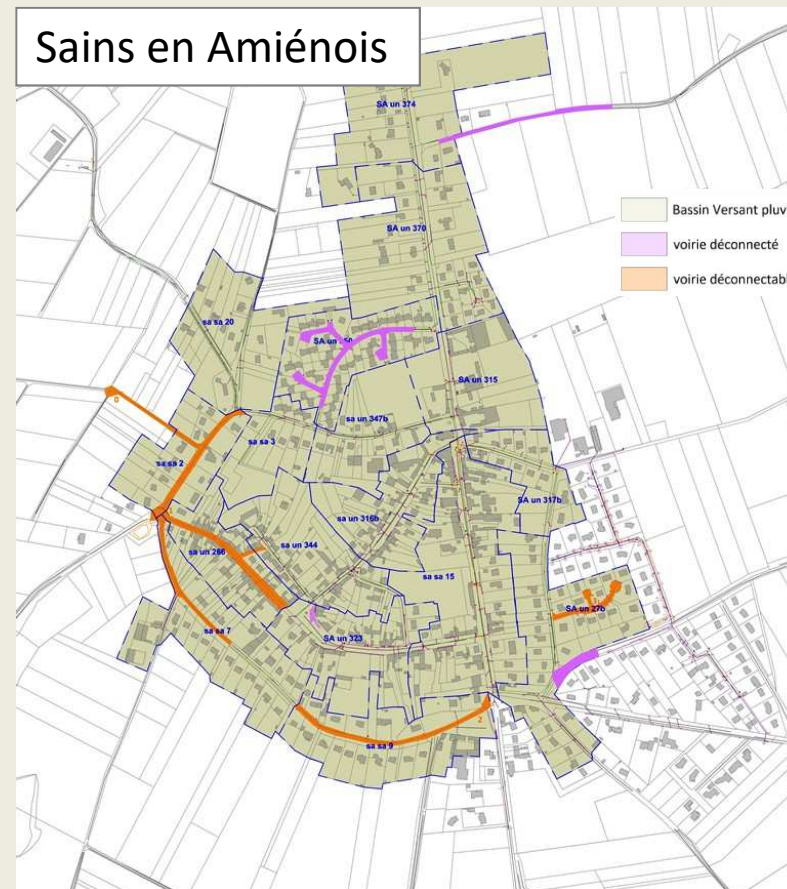 Sains en Amiénois
SA un 374
Bassin Versant pluv
SA un 370
voirie déconnecté
voirie déconnectabl
sa sa 20
SA un
SA un 315
sa un 347b
sa sa 3
sa sa 2
SA un 317b
sa un 316b
sa un 344
sa sa 15
SA un 27b
sa sa 7
SA un 323
sa sa 9